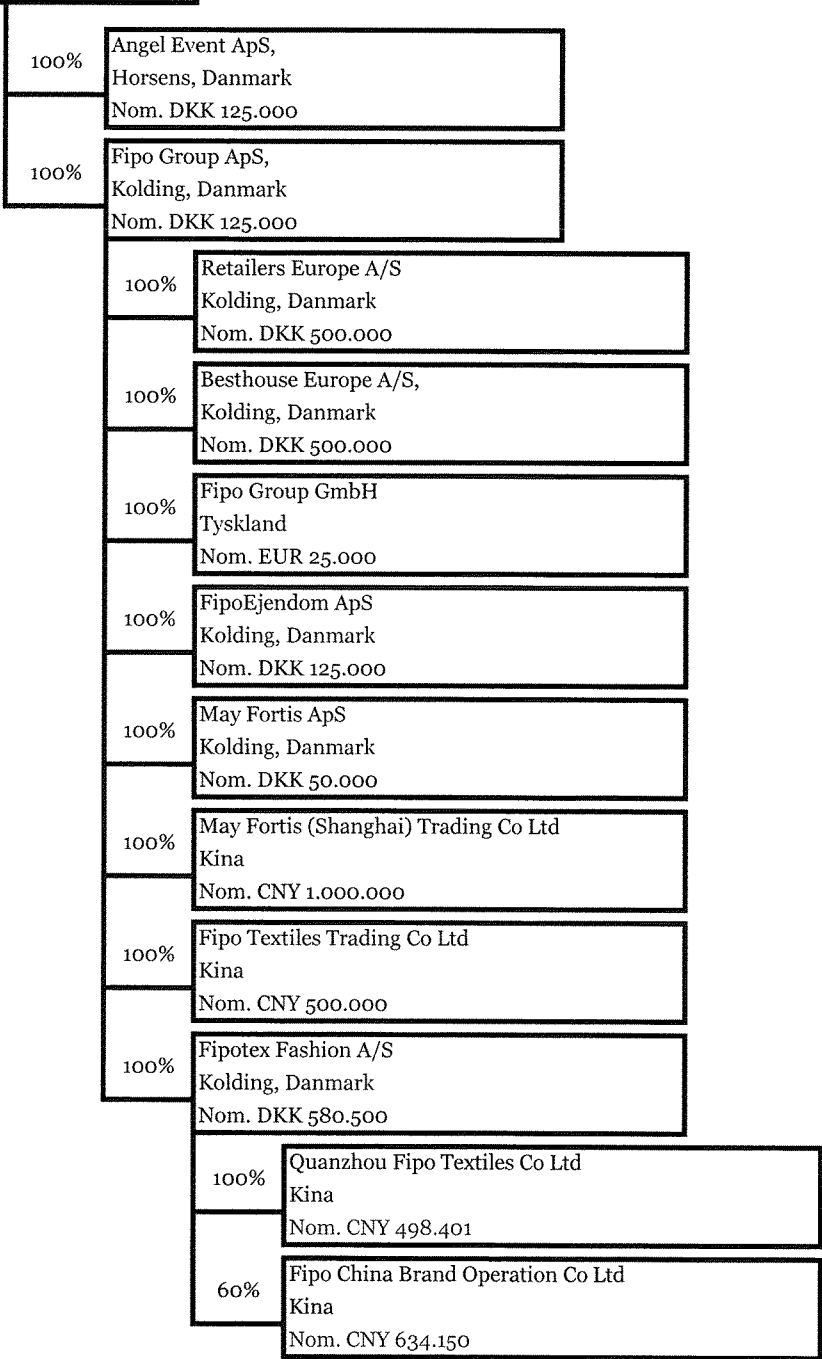 100%
Angel Event ApS,
Horsens, Danmark
Nom. DKK 125.000
100%
Fipo Group ApS,
Kolding, Danmark
Nom. DKK 125.000
100%
Retailers Europe A/S
Kolding, Danmark
Nom. DKK 500.000
100%
Besthouse Europe A/S,
Kolding, Danmark
Nom. DKK 500.000
100%
Fipo Group GmbH
Tyskland
Nom. EUR 25.000
100%
FipoEjendom ApS
Kolding, Danmark
Nom. DKK 125.000
100%
May Fortis ApS
Kolding, Danmark
Nom. DKK 50.000
100%
May Fortis (Shanghai) Trading Co Ltd
Kina
Nom. CNY 1.000.000
100%
Fipo Textiles Trading Co Ltd
Kina
Nom. CNY 500.000
100%
Fipotex Fashion A/S
Kolding, Danmark
Nom. DKK 580.500
100%
Quanzhou Fipo Textiles Co Ltd
Kina
Nom. CNY 498.401
60%
Fipo China Brand Operation Co Ltd
Kina
Nom. CNY 634.150